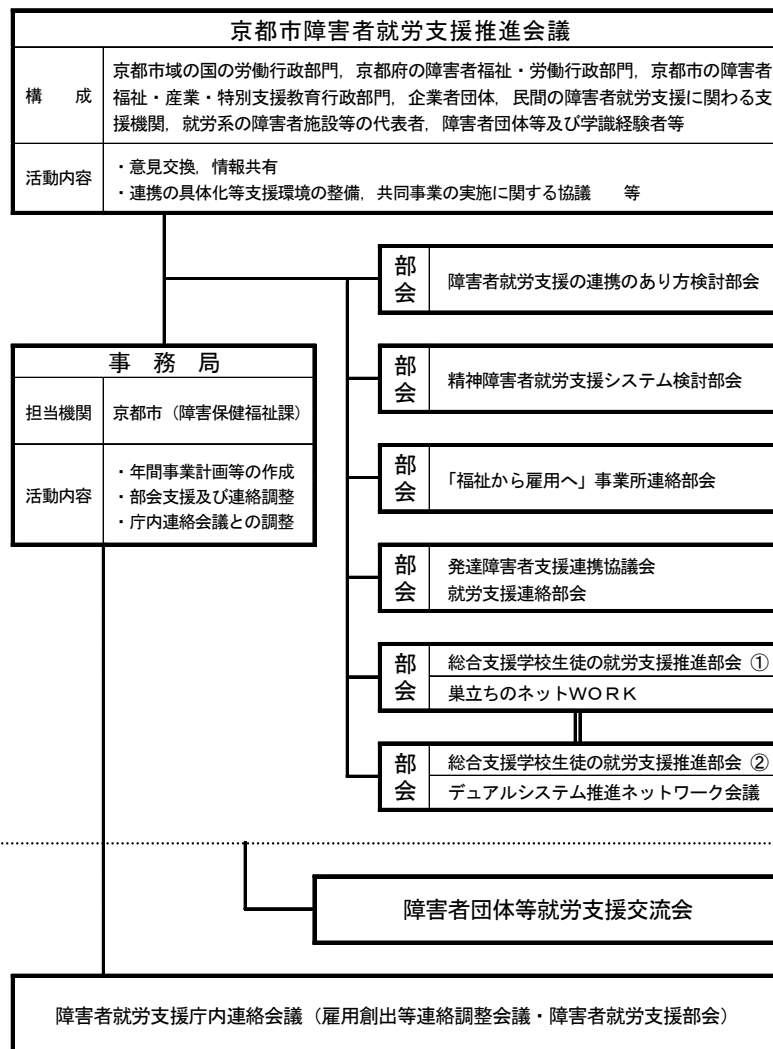 京都市障害者就労支援推進会議
構　成
京都市域の国の労働行政部門，京都府の障害者福祉・労働行政部門，京都市の障害者
福祉・産業・特別支援教育行政部門，企業者団体，民間の障害者就労支援に関わる支
援機関，就労系の障害者施設等の代表者，障害者団体等及び学識経験者等
活動内容
・意見交換，情報共有
・連携の具体化等支援環境の整備，共同事業の実施に関する協議　等
部会
障害者就労支援の連携のあり方検討部会
事　務　局
担当機関
京都市（障害保健福祉課）
活動内容
・年間事業計画等の作成
・部会支援及び連絡調整
・庁内連絡会議との調整
部会
精神障害者就労支援システム検討部会
部会
「福祉から雇用へ」事業所連絡部会
部会
発達障害者支援連携協議会
就労支援連絡部会
部会
総合支援学校生徒の就労支援推進部会 ①
巣立ちのネットＷＯＲＫ
部会
総合支援学校生徒の就労支援推進部会 ②
デュアルシステム推進ネットワーク会議
障害者団体等就労支援交流会
障害者就労支援庁内連絡会議（雇用創出等連絡調整会議・障害者就労支援部会）